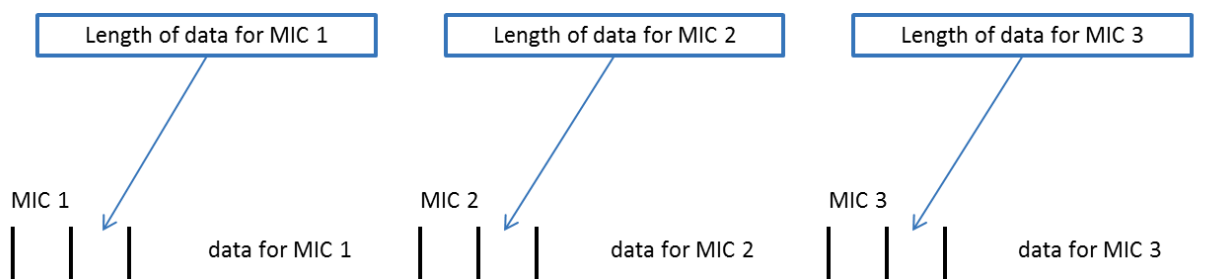 Length of data for MIC 1
Length of data for MIC 2
Length of data for MIC 3
MIC 1
MIC 2
MIC 3
data for MIC 1
data for MIC 2
data for MIC 3